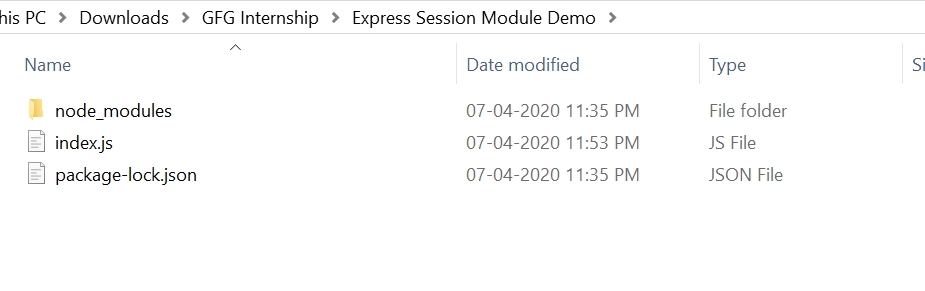 his PC > Downloads > GFG Internship > Express Session Module Demo >
Name Date modified Type Si
node_modules 07-04-2020 11:35 PM File folder
index.js 07-04-2020 11:53 PM JS File
package-lock.json 07-04-2020 11:35 PM JSON File